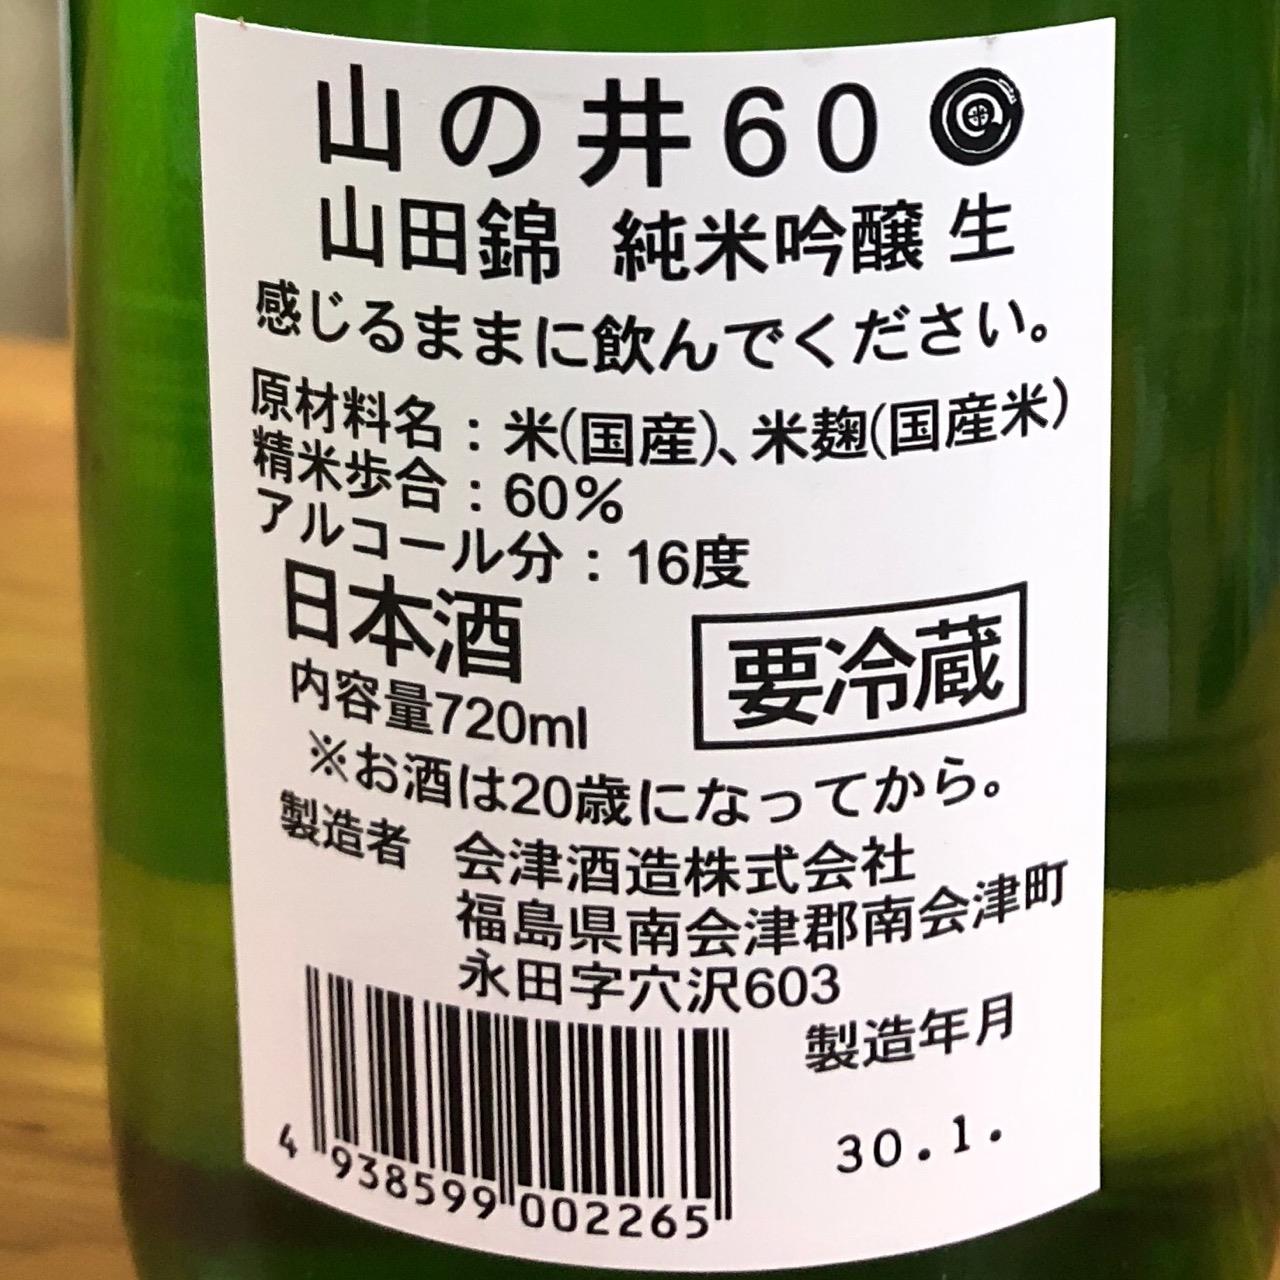 山の井60
山田錦 純米吟醸 生
感じるままに飲んでください。
原材料名：米(国産)、米麹(国産米)
精米歩合：60%
アルコール分：16度
日本酒
要冷蔵
内容量720ml
※お酒は20歳になってから。
製造者 会津酒造株式会社
福島県南会津郡南会津町
永田字穴沢603
製造年月
30.1.
4 938599 002265